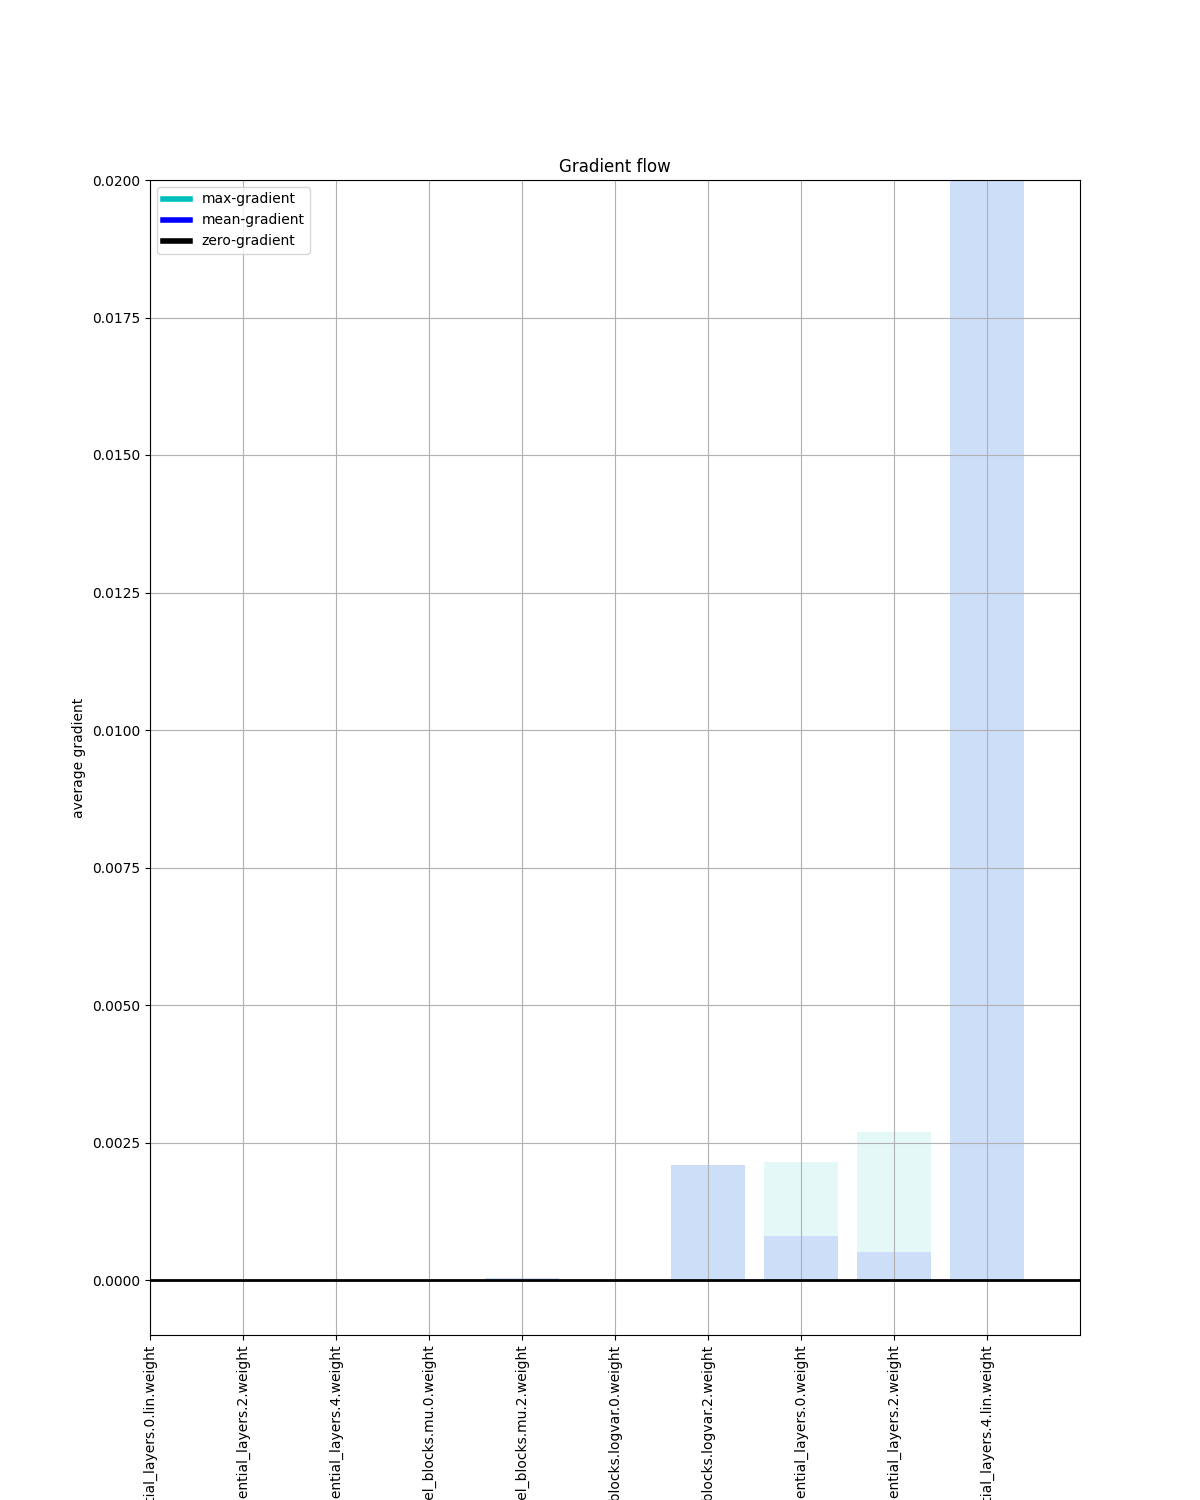 Gradient flow
max-gradient
mean-gradient
zero-gradient
average gradient
0.0200
0.0175
0.0150
0.0125
0.0100
0.0075
0.0050
0.0025
0.0000
tial_layers.0.lin.weight
ential_layers.2.weight
ential_layers.4.weight
el_blocks.mu.0.weight
el_blocks.mu.2.weight
blocks.logvar.0.weight
blocks.logvar.2.weight
ential_layers.0.weight
ential_layers.2.weight
tial_layers.4.lin.weight